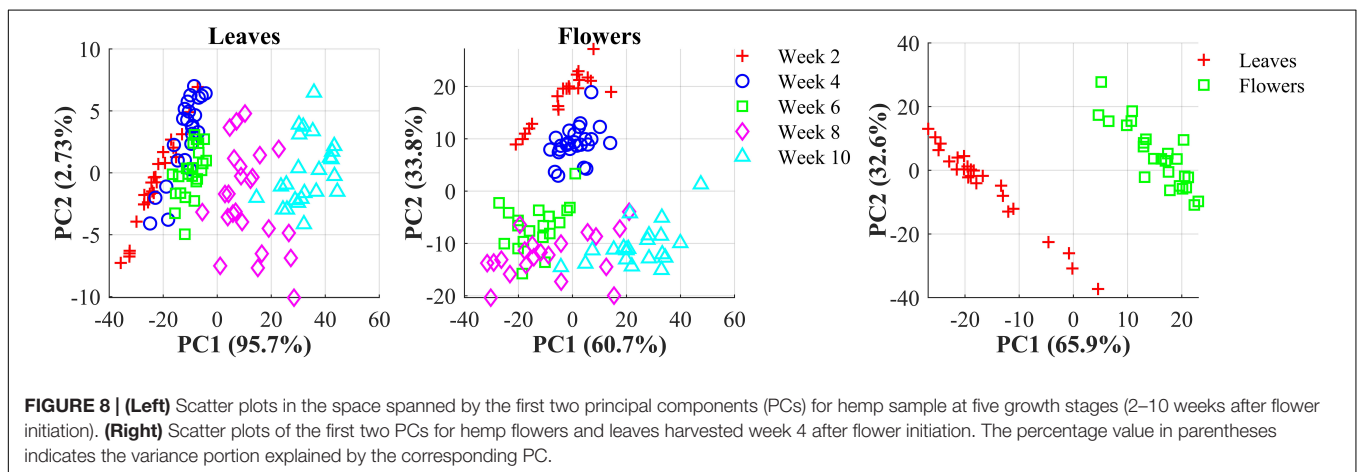 Leaves
10
5
0
-5
-10
-40 -20 0 20 40 60
PC2 (2.73%)
PC1 (95.7%)
Flowers
20
10
0
-10
-20
-40 -20 0 20 40 60
PC2 (33.8%)
PC1 (60.7%)
Week 2
Week 4
Week 6
Week 8
Week 10
40
20
0
-20
-40
-20 -10 0 10 20
PC2 (32.6%)
PC1 (65.9%)
Leaves
Flowers
FIGURE 8 | (Left) Scatter plots in the space spanned by the first two principal components (PCs) for hemp sample at five growth stages (2–10 weeks after flower
initiation). (Right) Scatter plots of the first two PCs for hemp flowers and leaves harvested week 4 after flower initiation. The percentage value in parentheses
indicates the variance portion explained by the corresponding PC.